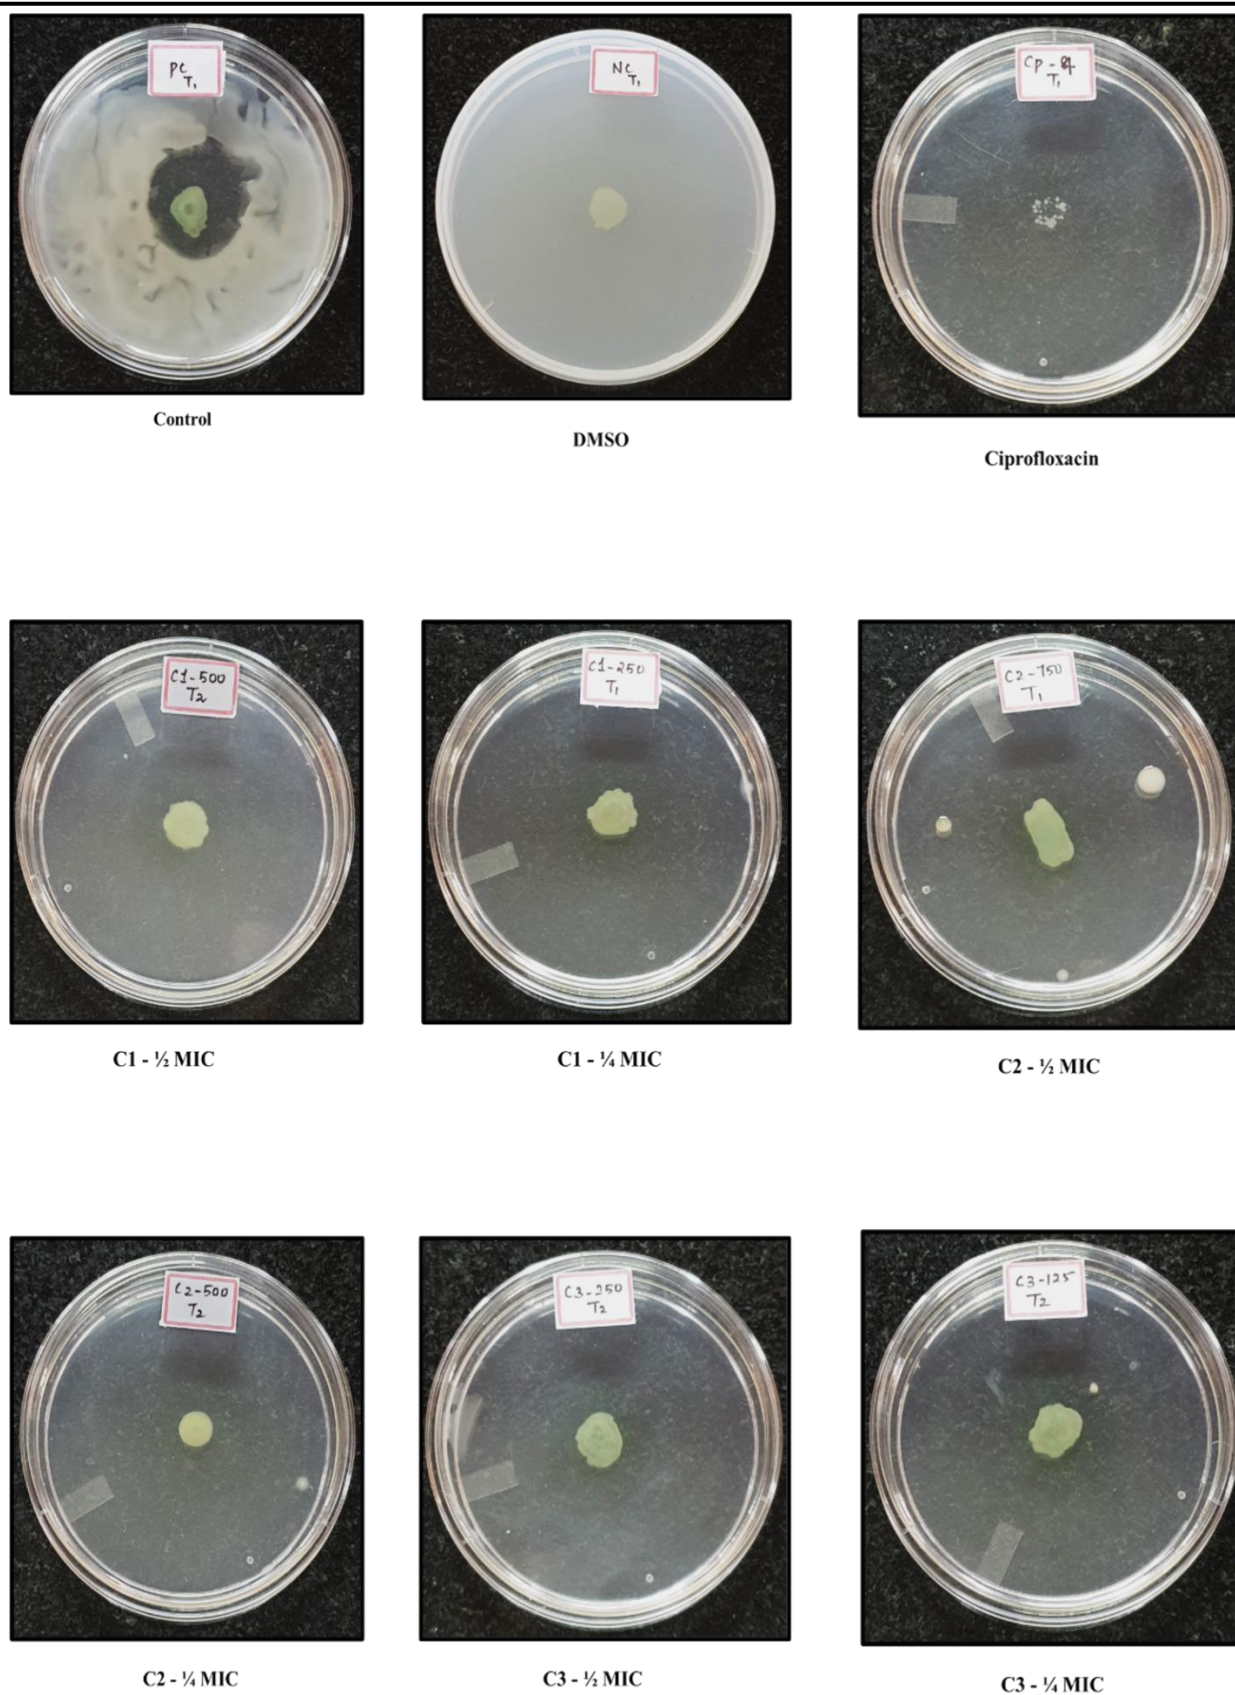 PC
T1
NC
T1
T1
Control
DMSO
Ciprofloxacin
C1-500
T2
C1-250
T1
C2-750
T1
C1 - ½ MIC
C1 - ¼ MIC
C2 - ½ MIC
C2-500
T2
C3-250
T2
C3-125
T2
C2 - ¼ MIC
C3 - ½ MIC
C3 - ¼ MIC